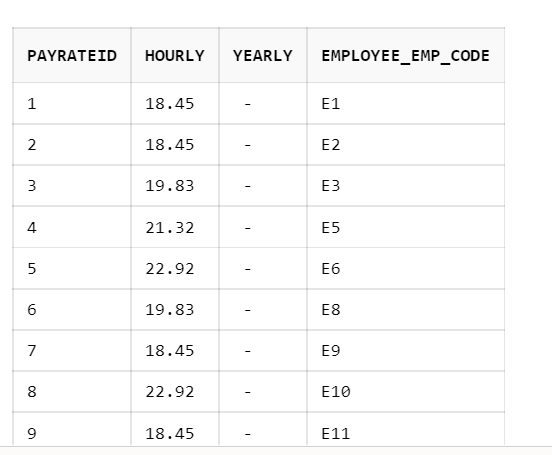 PAYRATEID HOURLY YEARLY EMPLOYEE_EMP_CODE
1 18.45 - E1
2 18.45 - E2
3 19.83 - E3
4 21.32 - E5
5 22.92 - E6
6 19.83 - E8
7 18.45 - E9
8 22.92 - E10
9 18.45 - E11